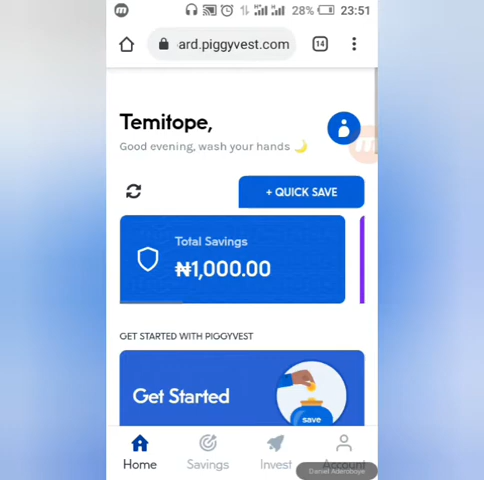 28% 23:51
ard.piggyvest.com 14
Temitope,
Good evening, wash your hands
+ QUICK SAVE
Total Savings
₦1,000.00
GET STARTED WITH PIGGYVEST
Get Started
save
Home Savings Invest Account
Daniel Aderoboye